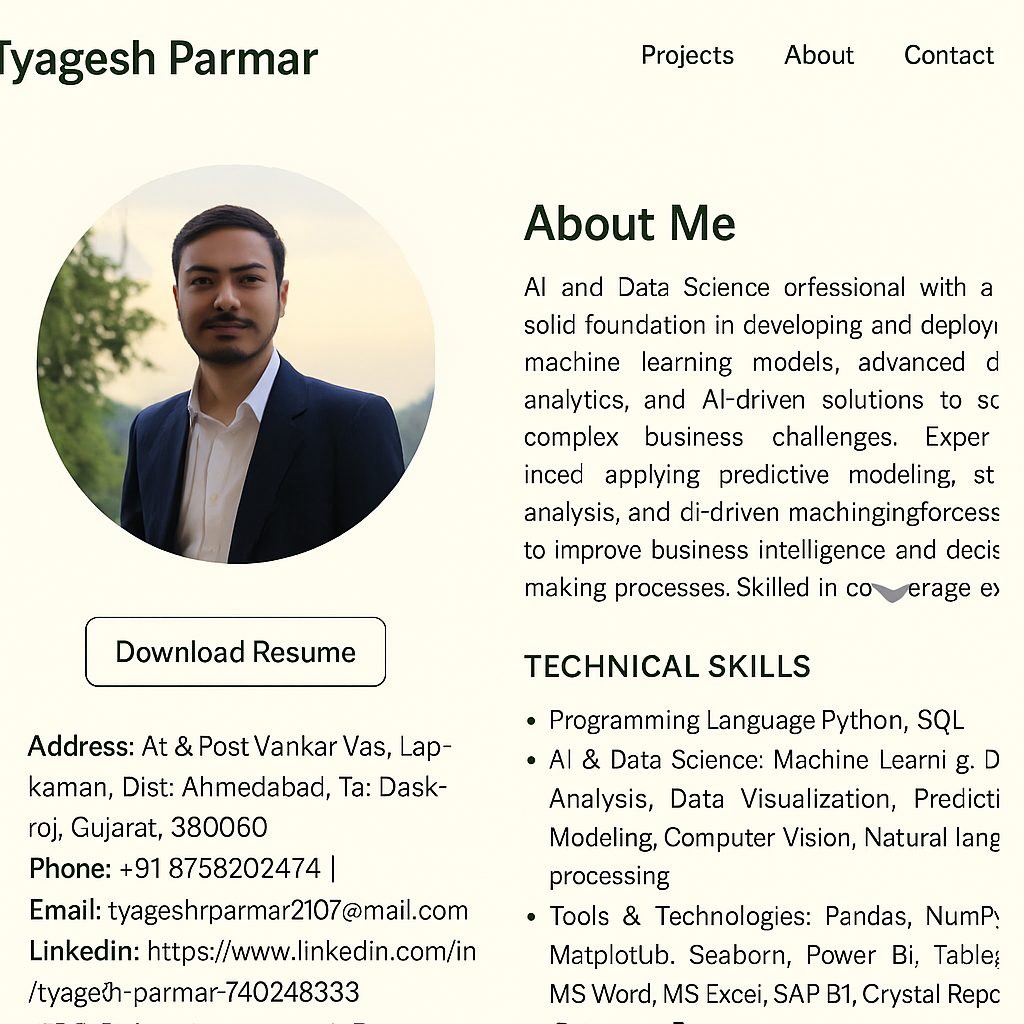 Tyagesh Parmar
Projects About Contact
Download Resume
Address: At & Post Vankar Vas, Lap-
kaman, Dist: Ahmedabad, Ta: Dask-
roj, Gujarat, 380060
Phone: +91 8758202474 |
Email: tyageshrparmar2107@mail.com
Linkedin: https://www.linkedin.com/in
/tyagesh-parmar-740248333
About Me
AI and Data Science orfessional with a
solid foundation in developing and deployi
machine learning models, advanced d
analytics, and AI-driven solutions to sc
complex business challenges. Exper
inced applying predictive modeling, st
analysis, and di-driven machingingforcess
to improve business intelligence and decis
making processes. Skilled in co erage ex
TECHNICAL SKILLS
• Programming Language Python, SQL
• AI & Data Science: Machine Learni g. D
Analysis, Data Visualization, Predicti
Modeling, Computer Vision, Natural lang
processing
• Tools & Technologies: Pandas, NumPy
Matplotub. Seaborn, Power Bi, Table
MS Word, MS Excei, SAP B1, Crystal Repo